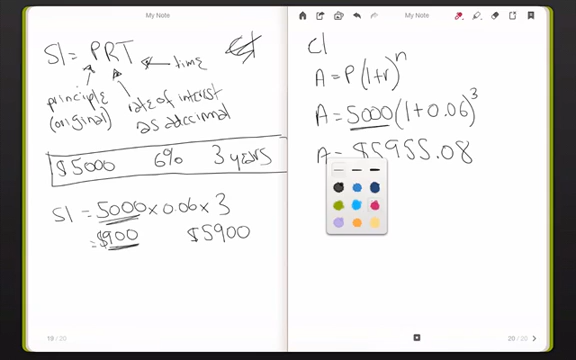 My Note
SI = PRT
time
principle
(original)
rate of interest
as a decimal
$5000 6% 3 years
SI = 5000 × 0.06 × 3
= $900 $5900
19 / 20
My Note
CI
A = P(1+r)^n
A = 5000(1+0.06)^3
A = $5955.08
20 / 20